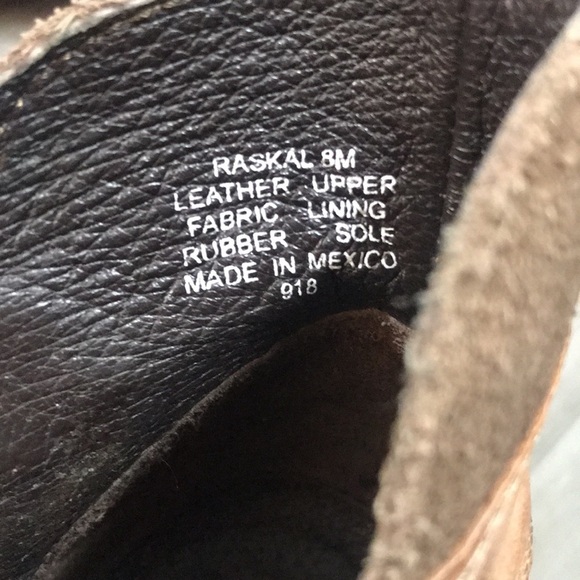 RASKAL 8M
LEATHER UPPER
FABRIC LINING
RUBBER SOLE
MADE IN MEXICO
918